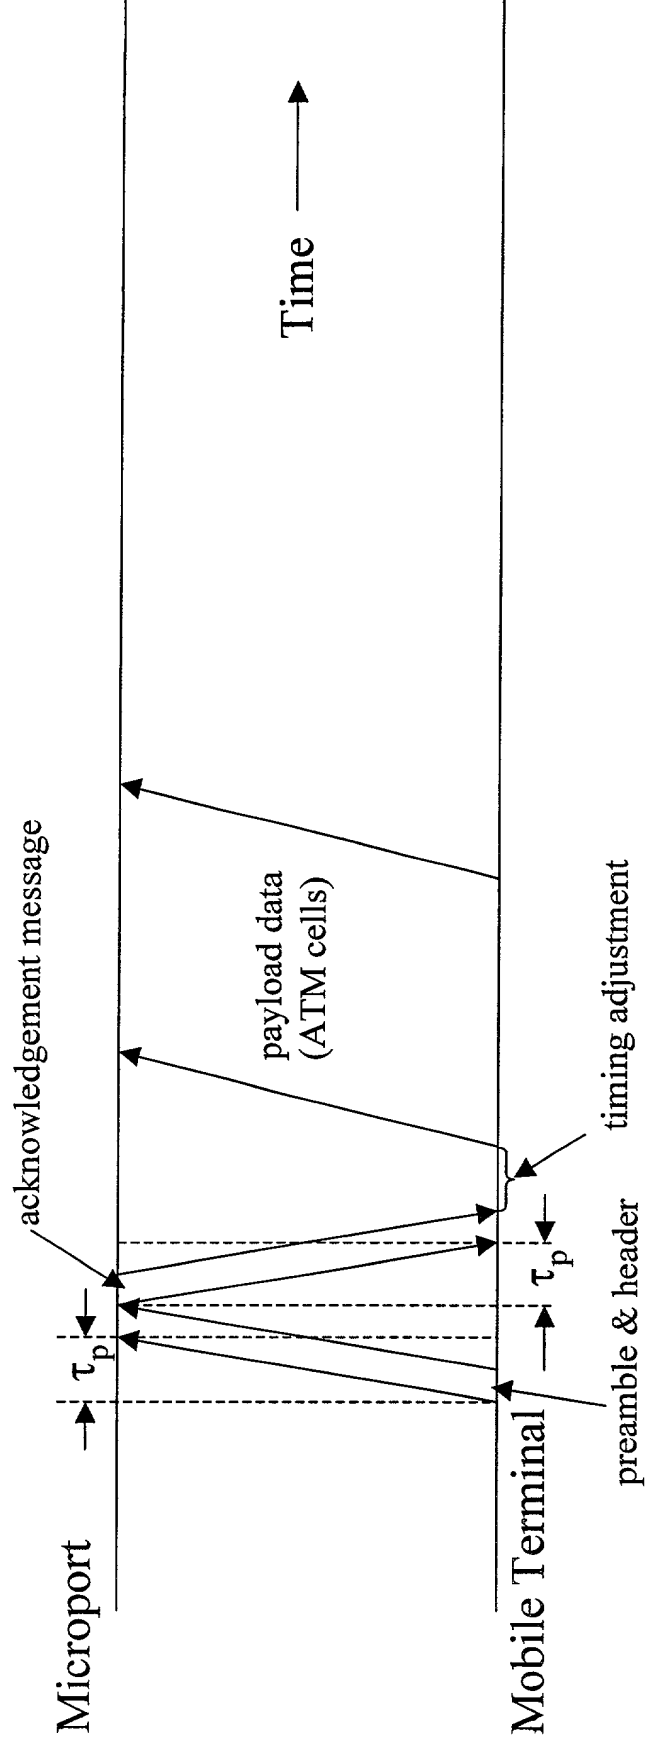 Microport
acknowledgement message
τp
payload data
(ATM cells)
Time
Mobile Terminal
τp
preamble & header
timing adjustment